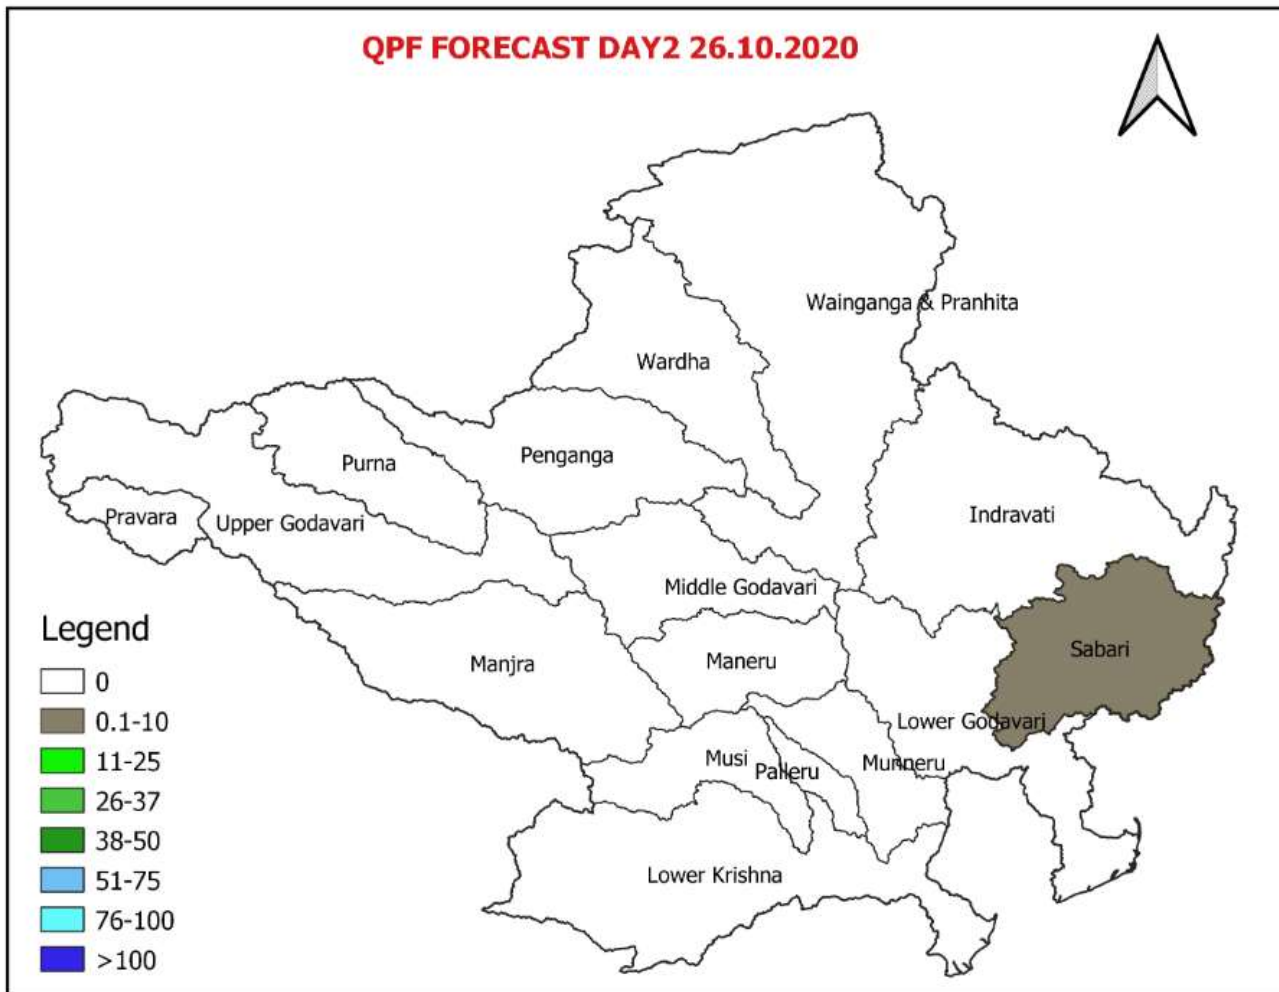 QPF FORECAST DAY2 26.10.2020
Wainganga & Pranhita
Wardha
Penganga
Purna
Pravara
Upper Godavari
Indravati
Middle Godavari
Sabari
Maneru
Manjra
Lower Godavari
Musi
Palleru
Munneru
Lower Krishna
Legend
0
0.1-10
11-25
26-37
38-50
51-75
76-100
>100